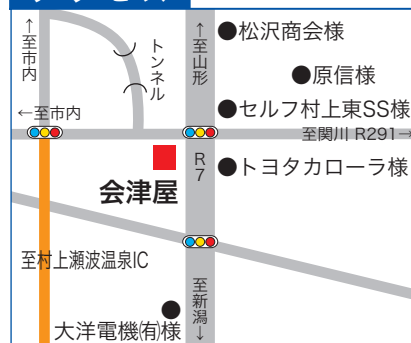 ↑至市内
トンネル
↑至山形
●松沢商会様
●原信様
●セルフ村上東SS様
←至市内
至関川 R291→
R7
●トヨタカローラ様
会津屋
至村上瀬波温泉IC
至新潟↓
大洋電機㈲様